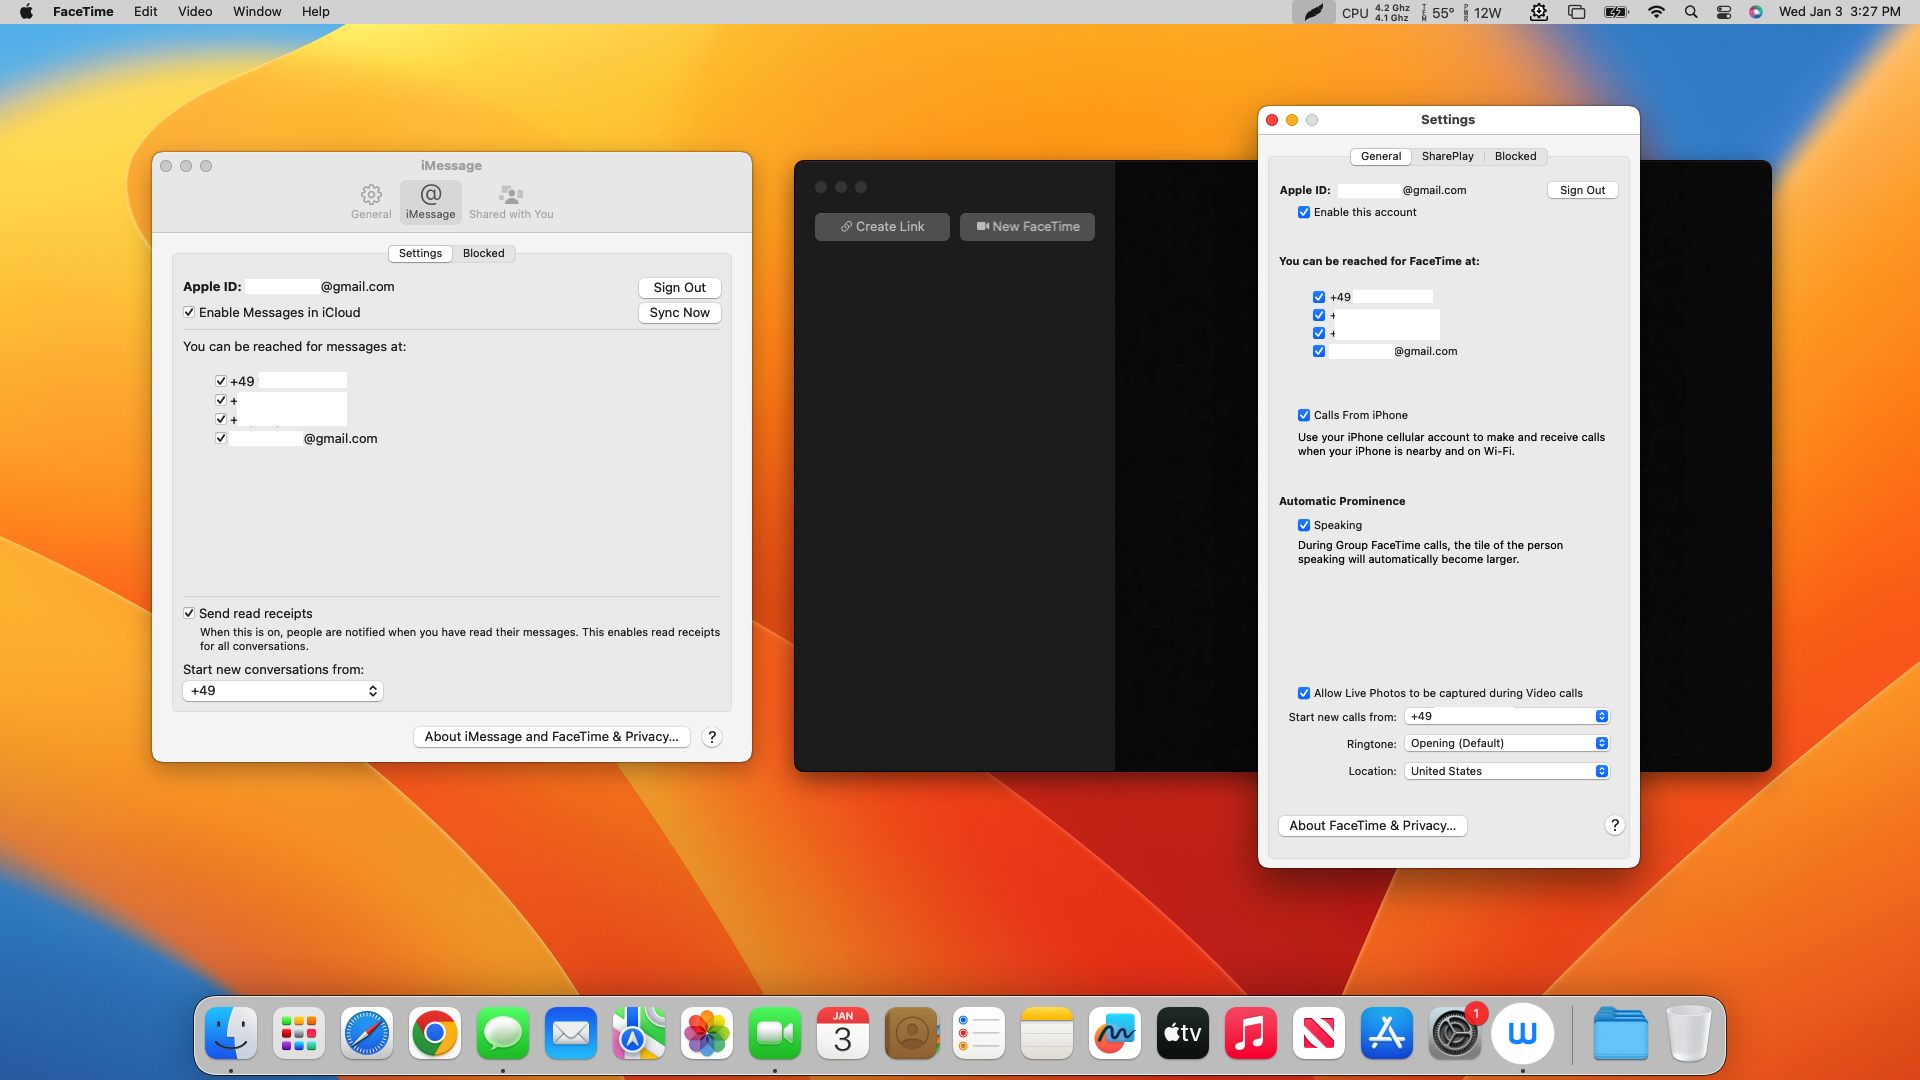 FaceTime Edit Video Window Help
CPU 4.2 Ghz 4.1 Ghz TEM 55° PWR 12W Wed Jan 3 3:27 PM
iMessage
General iMessage Shared with You
Settings Blocked
Apple ID: @gmail.com Sign Out
Enable Messages in iCloud Sync Now
You can be reached for messages at:
+49
+
+
@gmail.com
Send read receipts
When this is on, people are notified when you have read their messages. This enables read receipts
for all conversations.
Start new conversations from:
+49
About iMessage and FaceTime & Privacy... ?
Create Link New FaceTime
Settings
General SharePlay Blocked
Apple ID: @gmail.com Sign Out
Enable this account
You can be reached for FaceTime at:
+49
+
+
@gmail.com
Calls From iPhone
Use your iPhone cellular account to make and receive calls
when your iPhone is nearby and on Wi-Fi.
Automatic Prominence
Speaking
During Group FaceTime calls, the tile of the person
speaking will automatically become larger.
Allow Live Photos to be captured during Video calls
Start new calls from: +49
Ringtone: Opening (Default)
Location: United States
About FaceTime & Privacy... ?
JAN
3
tv
1
W